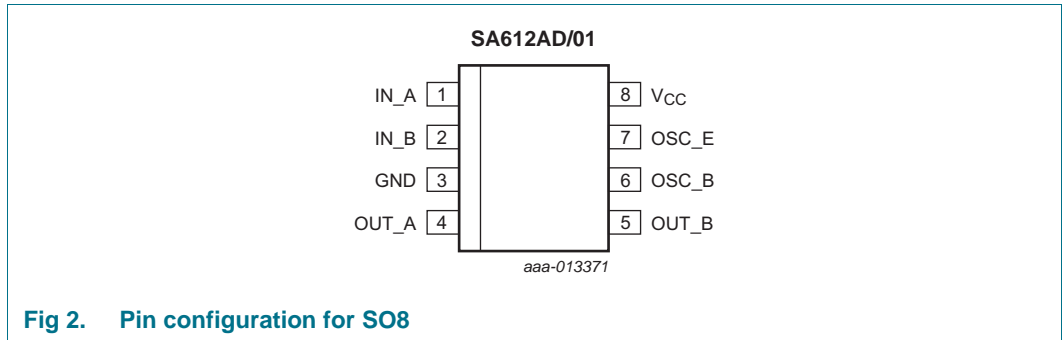 SA612AD/01
IN_A 1
8 VCC
IN_B 2
7 OSC_E
GND 3
6 OSC_B
OUT_A 4
5 OUT_B
aaa-013371
Fig 2. Pin configuration for SO8